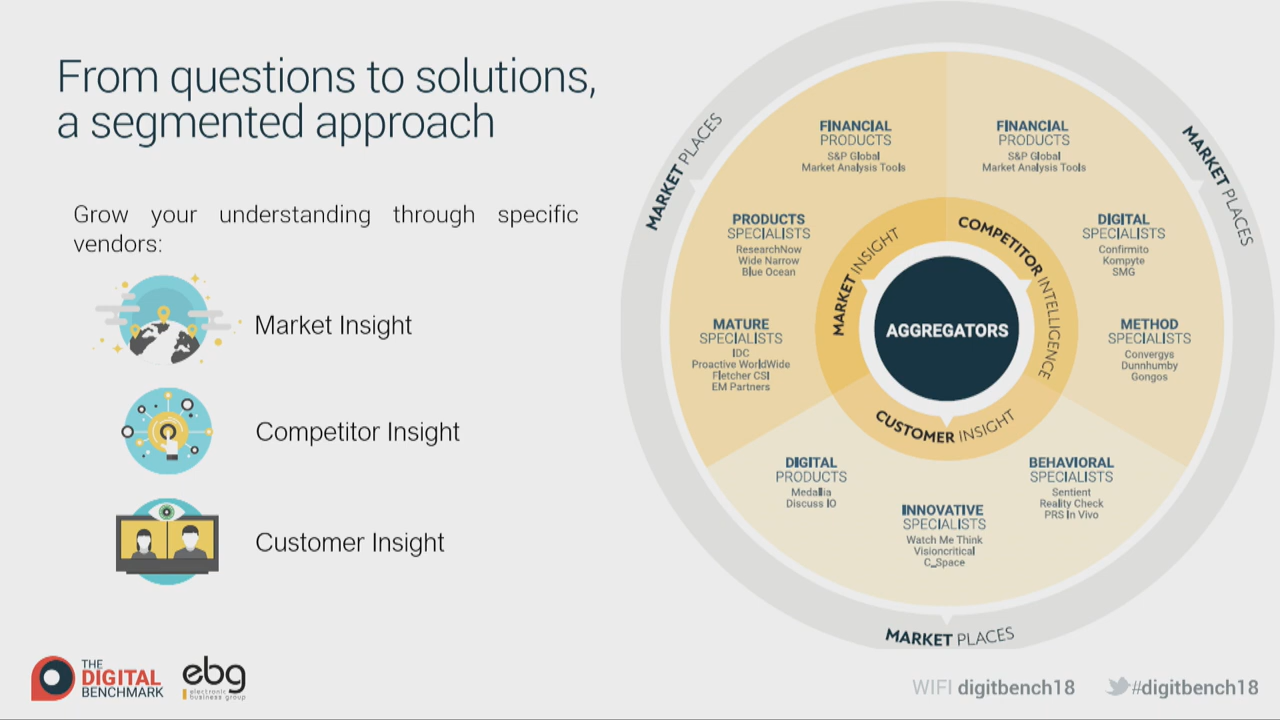 From questions to solutions,
a segmented approach
Grow your understanding through specific
vendors:
Market Insight
Competitor Insight
Customer Insight
THE
DIGITAL
BENCHMARK
ebg
electronic
business group
MARKET PLACES
MARKET PLACES
MARKET PLACES
FINANCIAL
PRODUCTS
S&P Global
Market Analysis Tools
PRODUCTS
SPECIALISTS
ResearchNow
Wide Narrow
Blue Ocean
MATURE
SPECIALISTS
IDC
Proactive WorldWide
Fletcher CSI
EM Partners
MARKET INSIGHT
FINANCIAL
PRODUCTS
S&P Global
Market Analysis Tools
DIGITAL
SPECIALISTS
Confirmito
Kompyte
SMG
METHOD
SPECIALISTS
Convergys
Dunnhumby
Gongos
COMPETITOR INTELLIGENCE
AGGREGATORS
CUSTOMER INSIGHT
DIGITAL
PRODUCTS
Medallia
Discuss IO
INNOVATIVE
SPECIALISTS
Watch Me Think
Visioncritical
C_Space
BEHAVIORAL
SPECIALISTS
Sentient
Reality Check
PRS In Vivo
WIFI digitbench18
#digitbench18